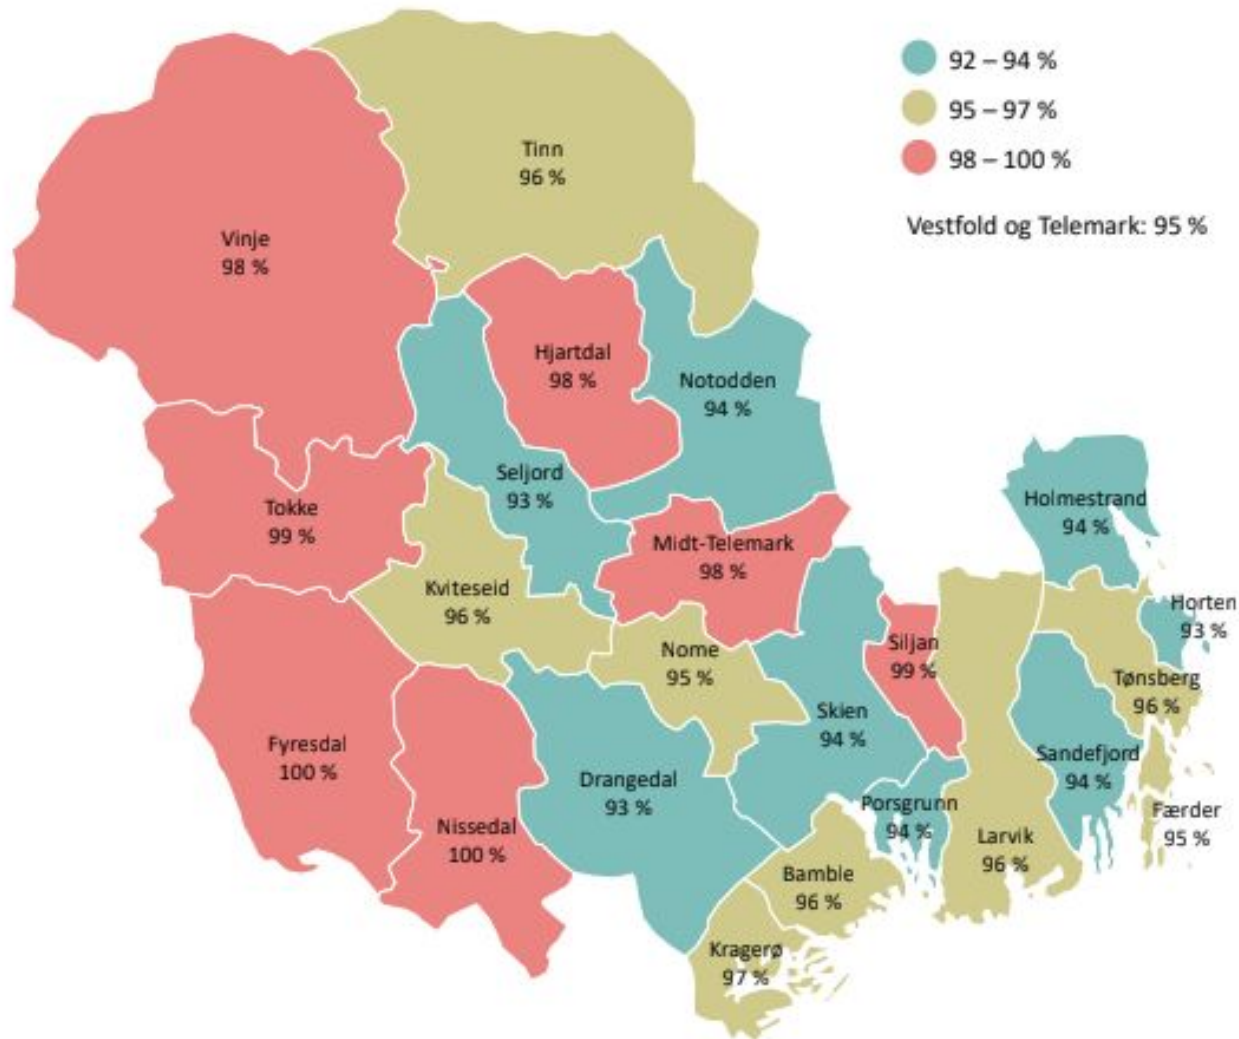 92 – 94 %
95 – 97 %
98 – 100 %
Vestfold og Telemark: 95 %
Tinn
96 %
Vinje
98 %
Hjartdal
98 %
Notodden
94 %
Seljord
93 %
Tokke
99 %
Midt-Telemark
98 %
Holmestrand
94 %
Kviteseid
96 %
Horten
93 %
Nome
95 %
Siljan
99 %
Tønsberg
96 %
Skien
94 %
Fyresdal
100 %
Sandefjord
94 %
Drangedal
93 %
Porsgrunn
94 %
Færder
95 %
Nissedal
100 %
Larvik
96 %
Bamble
96 %
Kragerø
97 %